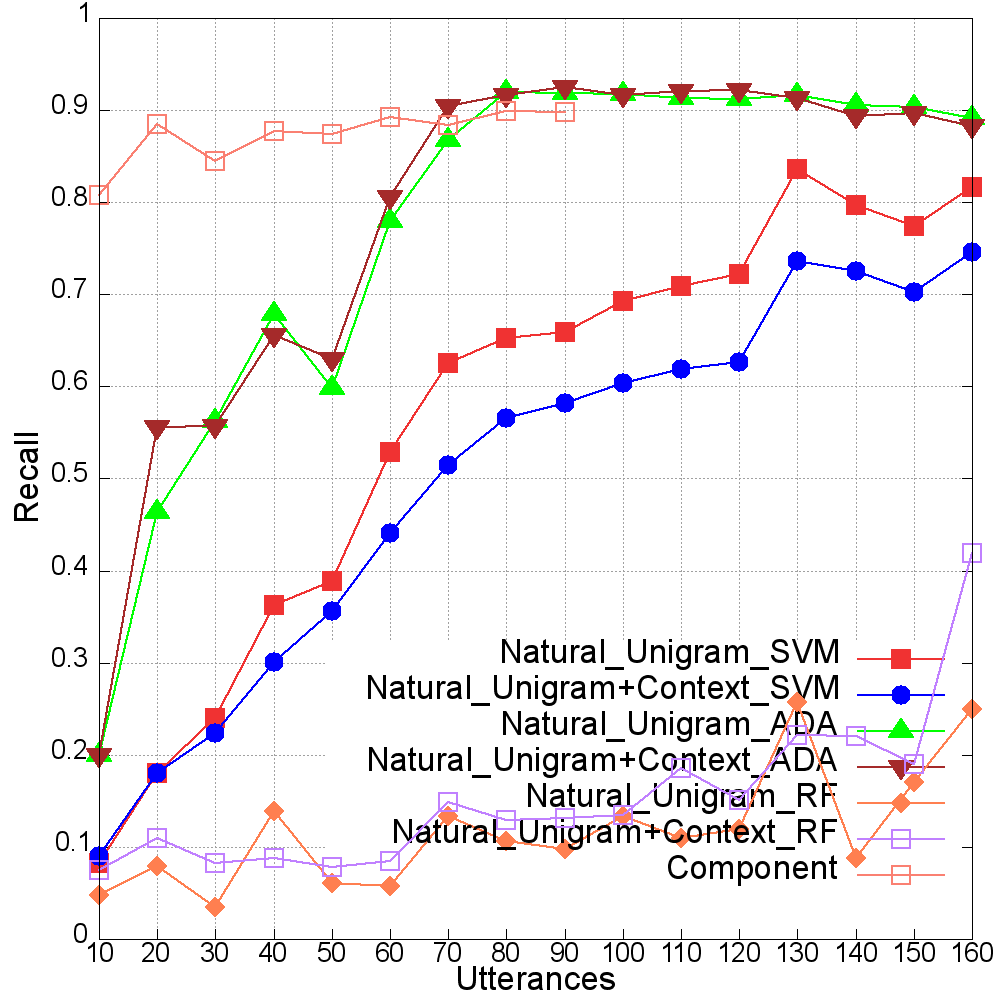 1
0.9
0.8
0.7
0.6
0.5
0.4
0.3
0.2
0.1
0
Recall
Natural_Unigram_SVM
Natural_Unigram+Context_SVM
Natural_Unigram_ADA
Natural_Unigram+Context_ADA
Natural_Unigram_RF
Natural_Unigram+Context_RF
Component
10 20 30 40 50 60 70 80 90 100 110 120 130 140 150 160
Utterances